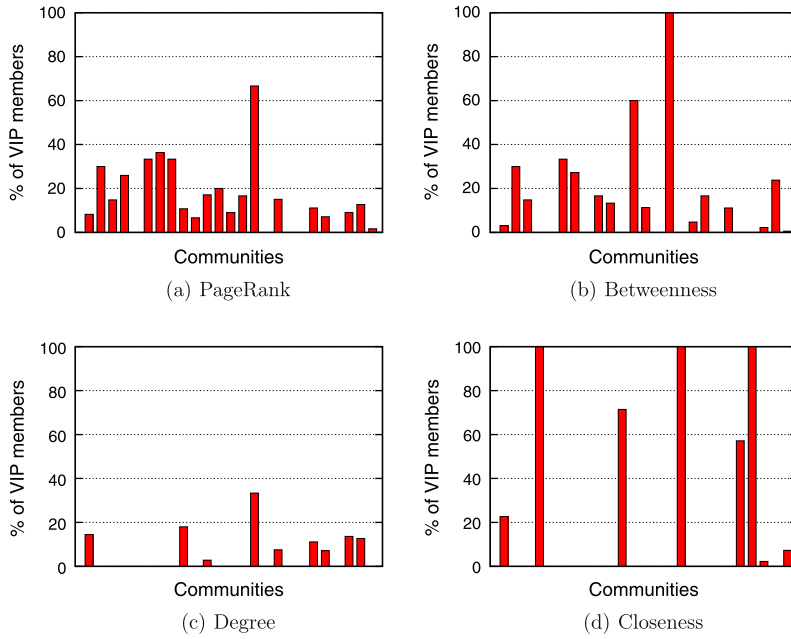 100
80
60
40
20
0
% of VIP members
Communities
(a) PageRank
100
80
60
40
20
0
% of VIP members
Communities
(b) Betweenness
100
80
60
40
20
0
% of VIP members
Communities
(c) Degree
100
80
60
40
20
0
% of VIP members
Communities
(d) Closeness